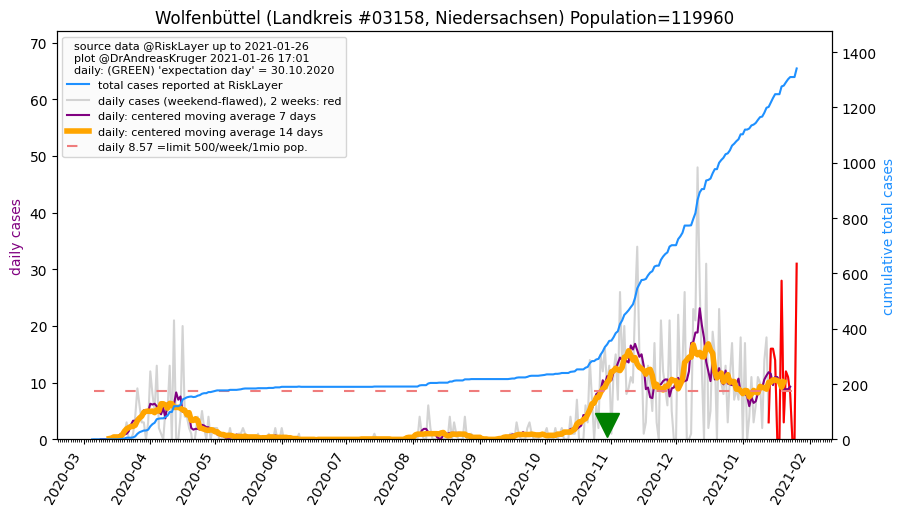 Wolfenbüttel (Landkreis #03158, Niedersachsen) Population=119960
source data @RiskLayer up to 2021-01-26
plot @DrAndreasKruger 2021-01-26 17:01
daily: (GREEN) 'expectation day' = 30.10.2020
total cases reported at RiskLayer
daily cases (weekend-flawed), 2 weeks: red
daily: centered moving average 7 days
daily: centered moving average 14 days
daily 8.57 =limit 500/week/1mio pop.
daily cases
70
60
50
40
30
20
10
0
cumulative total cases
1400
1200
1000
800
600
400
200
0
2020-03
2020-04
2020-05
2020-06
2020-07
2020-08
2020-09
2020-10
2020-11
2020-12
2021-01
2021-02